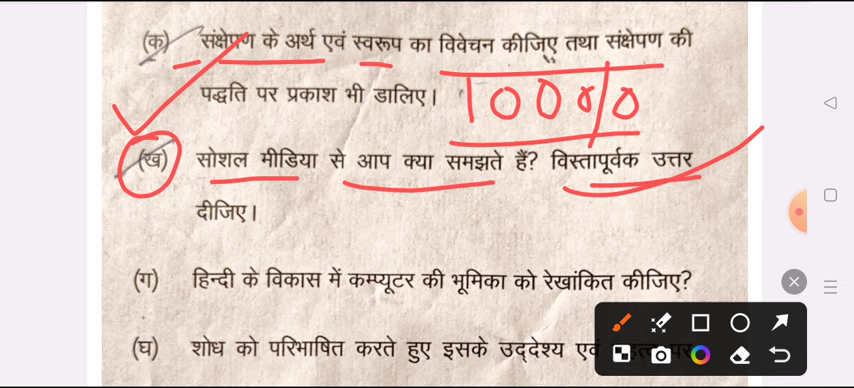 (क) संक्षेपण के अर्थ एवं स्वरूप का विवेचन कीजिए तथा संक्षेपण की
पद्धति पर प्रकाश भी डालिए। 100%
(ख) सोशल मीडिया से आप क्या समझते हैं? विस्तापूर्वक उत्तर
दीजिए।
(ग) हिन्दी के विकास में कम्प्यूटर की भूमिका को रेखांकित कीजिए?
(घ) शोध को परिभाषित करते हुए इसके उद्देश्य एवं